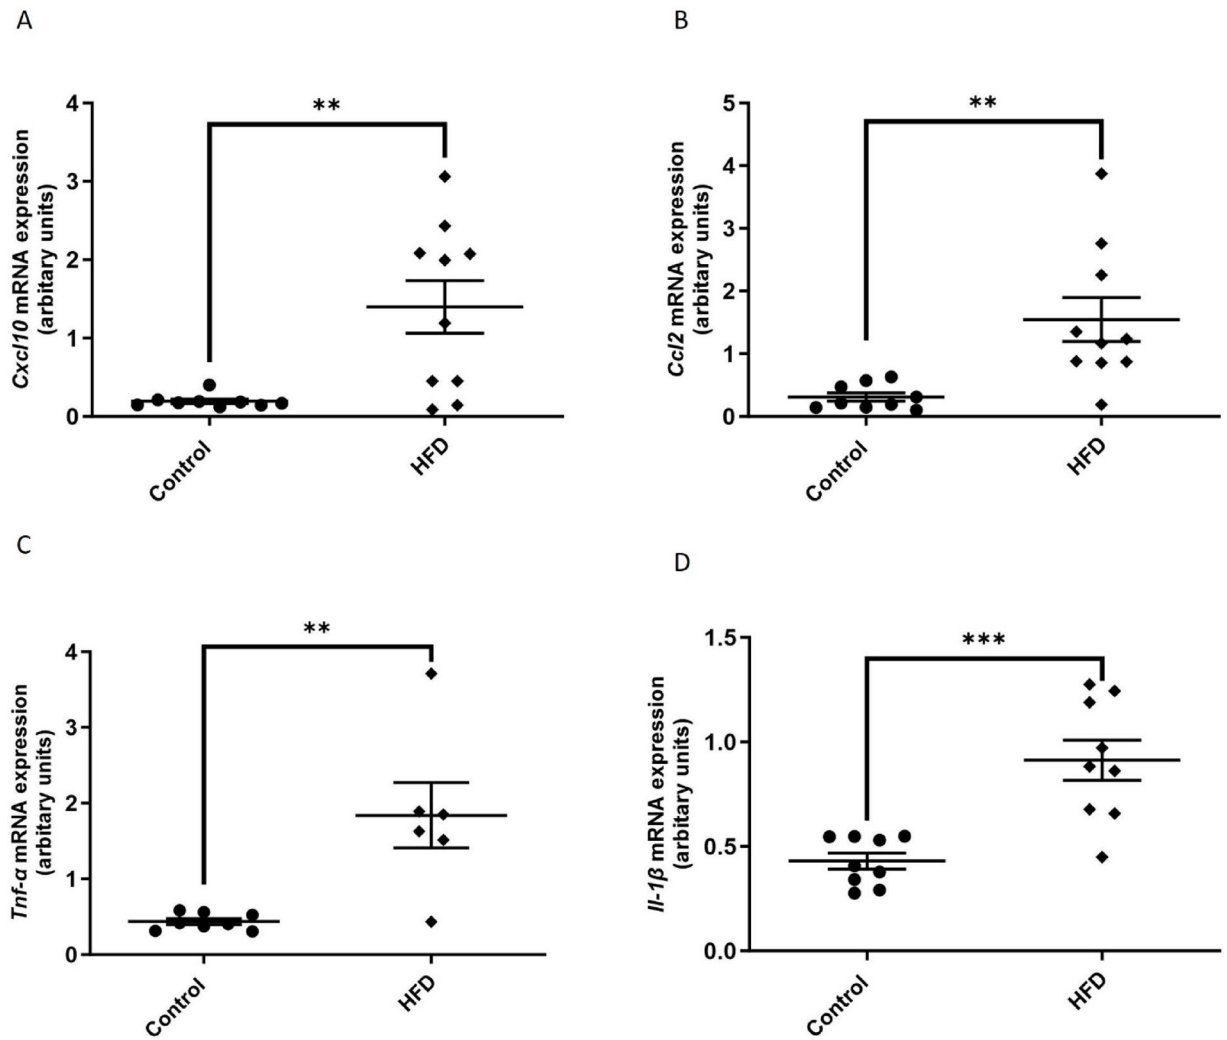 A
Cxcl10 mRNA expression
(arbitary units)
4
3
2
1
0
**
Control
HFD
B
Ccl2 mRNA expression
(arbitary units)
5
4
3
2
1
0
**
Control
HFD
C
Tnf-α mRNA expression
(arbitary units)
4
3
2
1
0
**
Control
HFD
D
Il-1β mRNA expression
(arbitary units)
1.5
1.0
0.5
0.0
***
Control
HFD